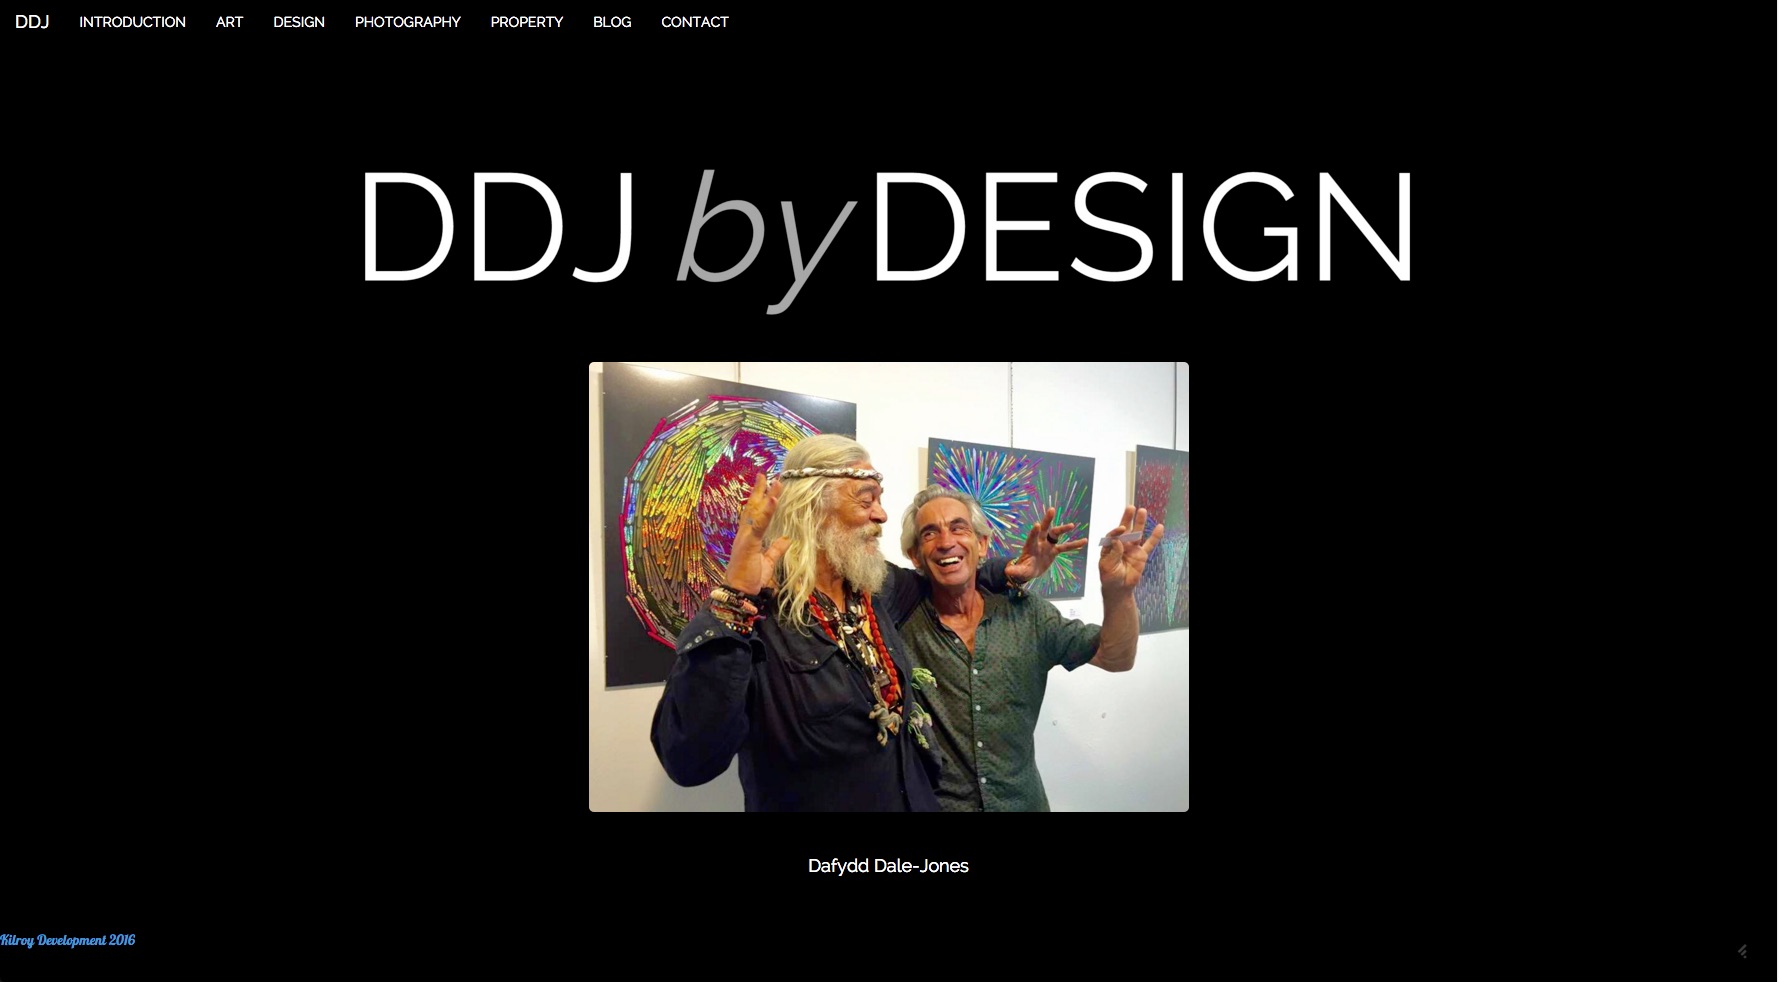 DDJ INTRODUCTION ART DESIGN PHOTOGRAPHY PROPERTY BLOG CONTACT
DDJ by DESIGN
Dafydd Dale-Jones
Kilroy Development 2016